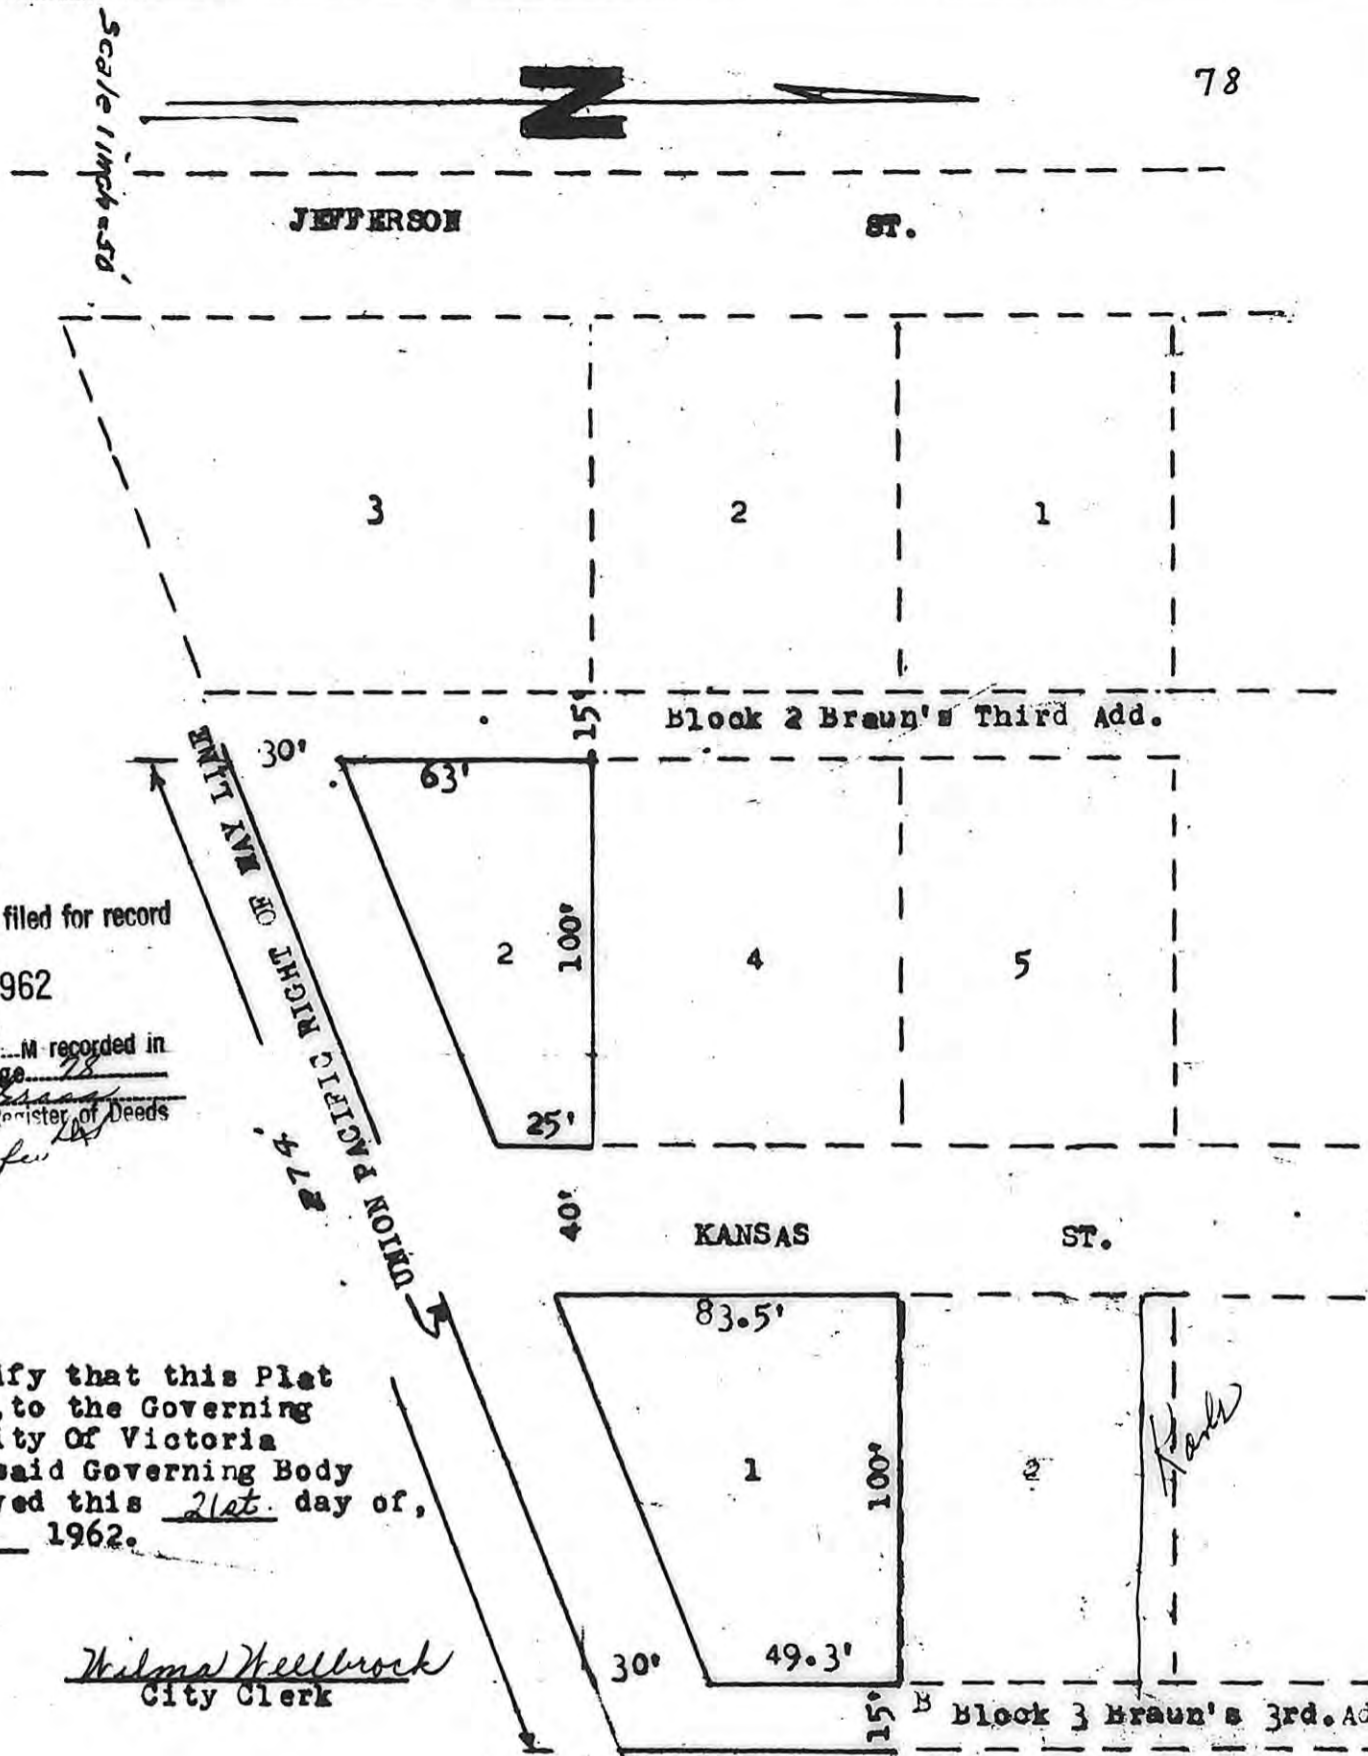 78
Scale 1 inch = 50'
N
JEFFERSON ST.
3 2 1
15'
Block 2 Braun's Third Add.
30'
63'
UNION PACIFIC RIGHT OF WAY LINE
274'
2
100'
4
5
25'
filed for record
962
M recorded in
78
Register of Deeds
40'
KANSAS ST.
83.5'
1
100'
2
Park
49.3'
30'
15'
B Block 3 Braun's 3rd. Ad
ify that this Plat
,to the Governing
ity Of Victoria
said Governing Body
ved this 21st. day of,
1962.
Wilma Wellbrock
City Clerk